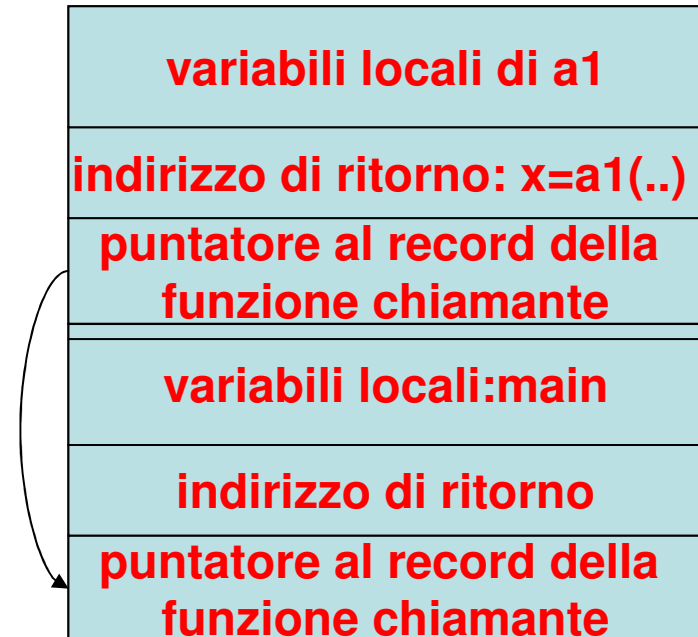 variabili locali di a1
indirizzo di ritorno: x=a1(..)
puntatore al record della
funzione chiamante
variabili locali:main
indirizzo di ritorno
puntatore al record della
funzione chiamante